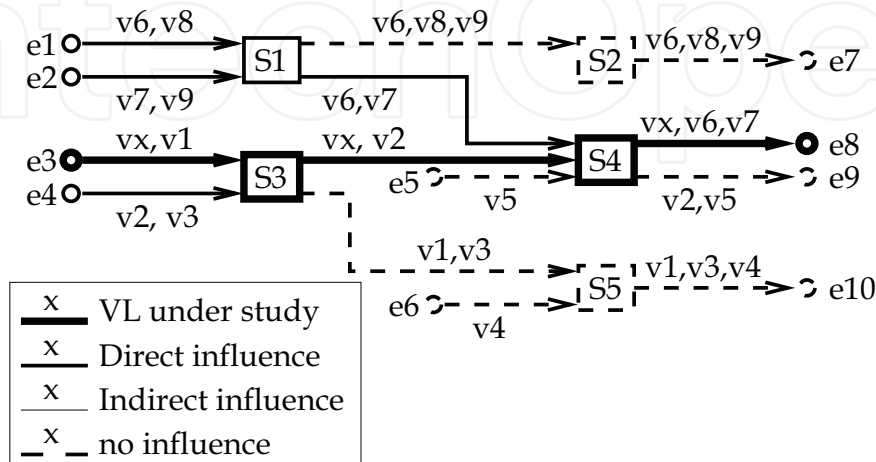 ntechOpe
e1 v6,v8 S1 v6,v8,v9 S2 v6,v8,v9 e7
e2 v7,v9 v6,v7
e3 vx,v1 S3 vx, v2 S4 vx,v6,v7 e8
e4 v2, v3 e5 v5 v2,v5 e9
v1,v3 S5 v1,v3,v4 e10
e6 v4
x VL under study
x Direct influence
x Indirect influence
x no influence